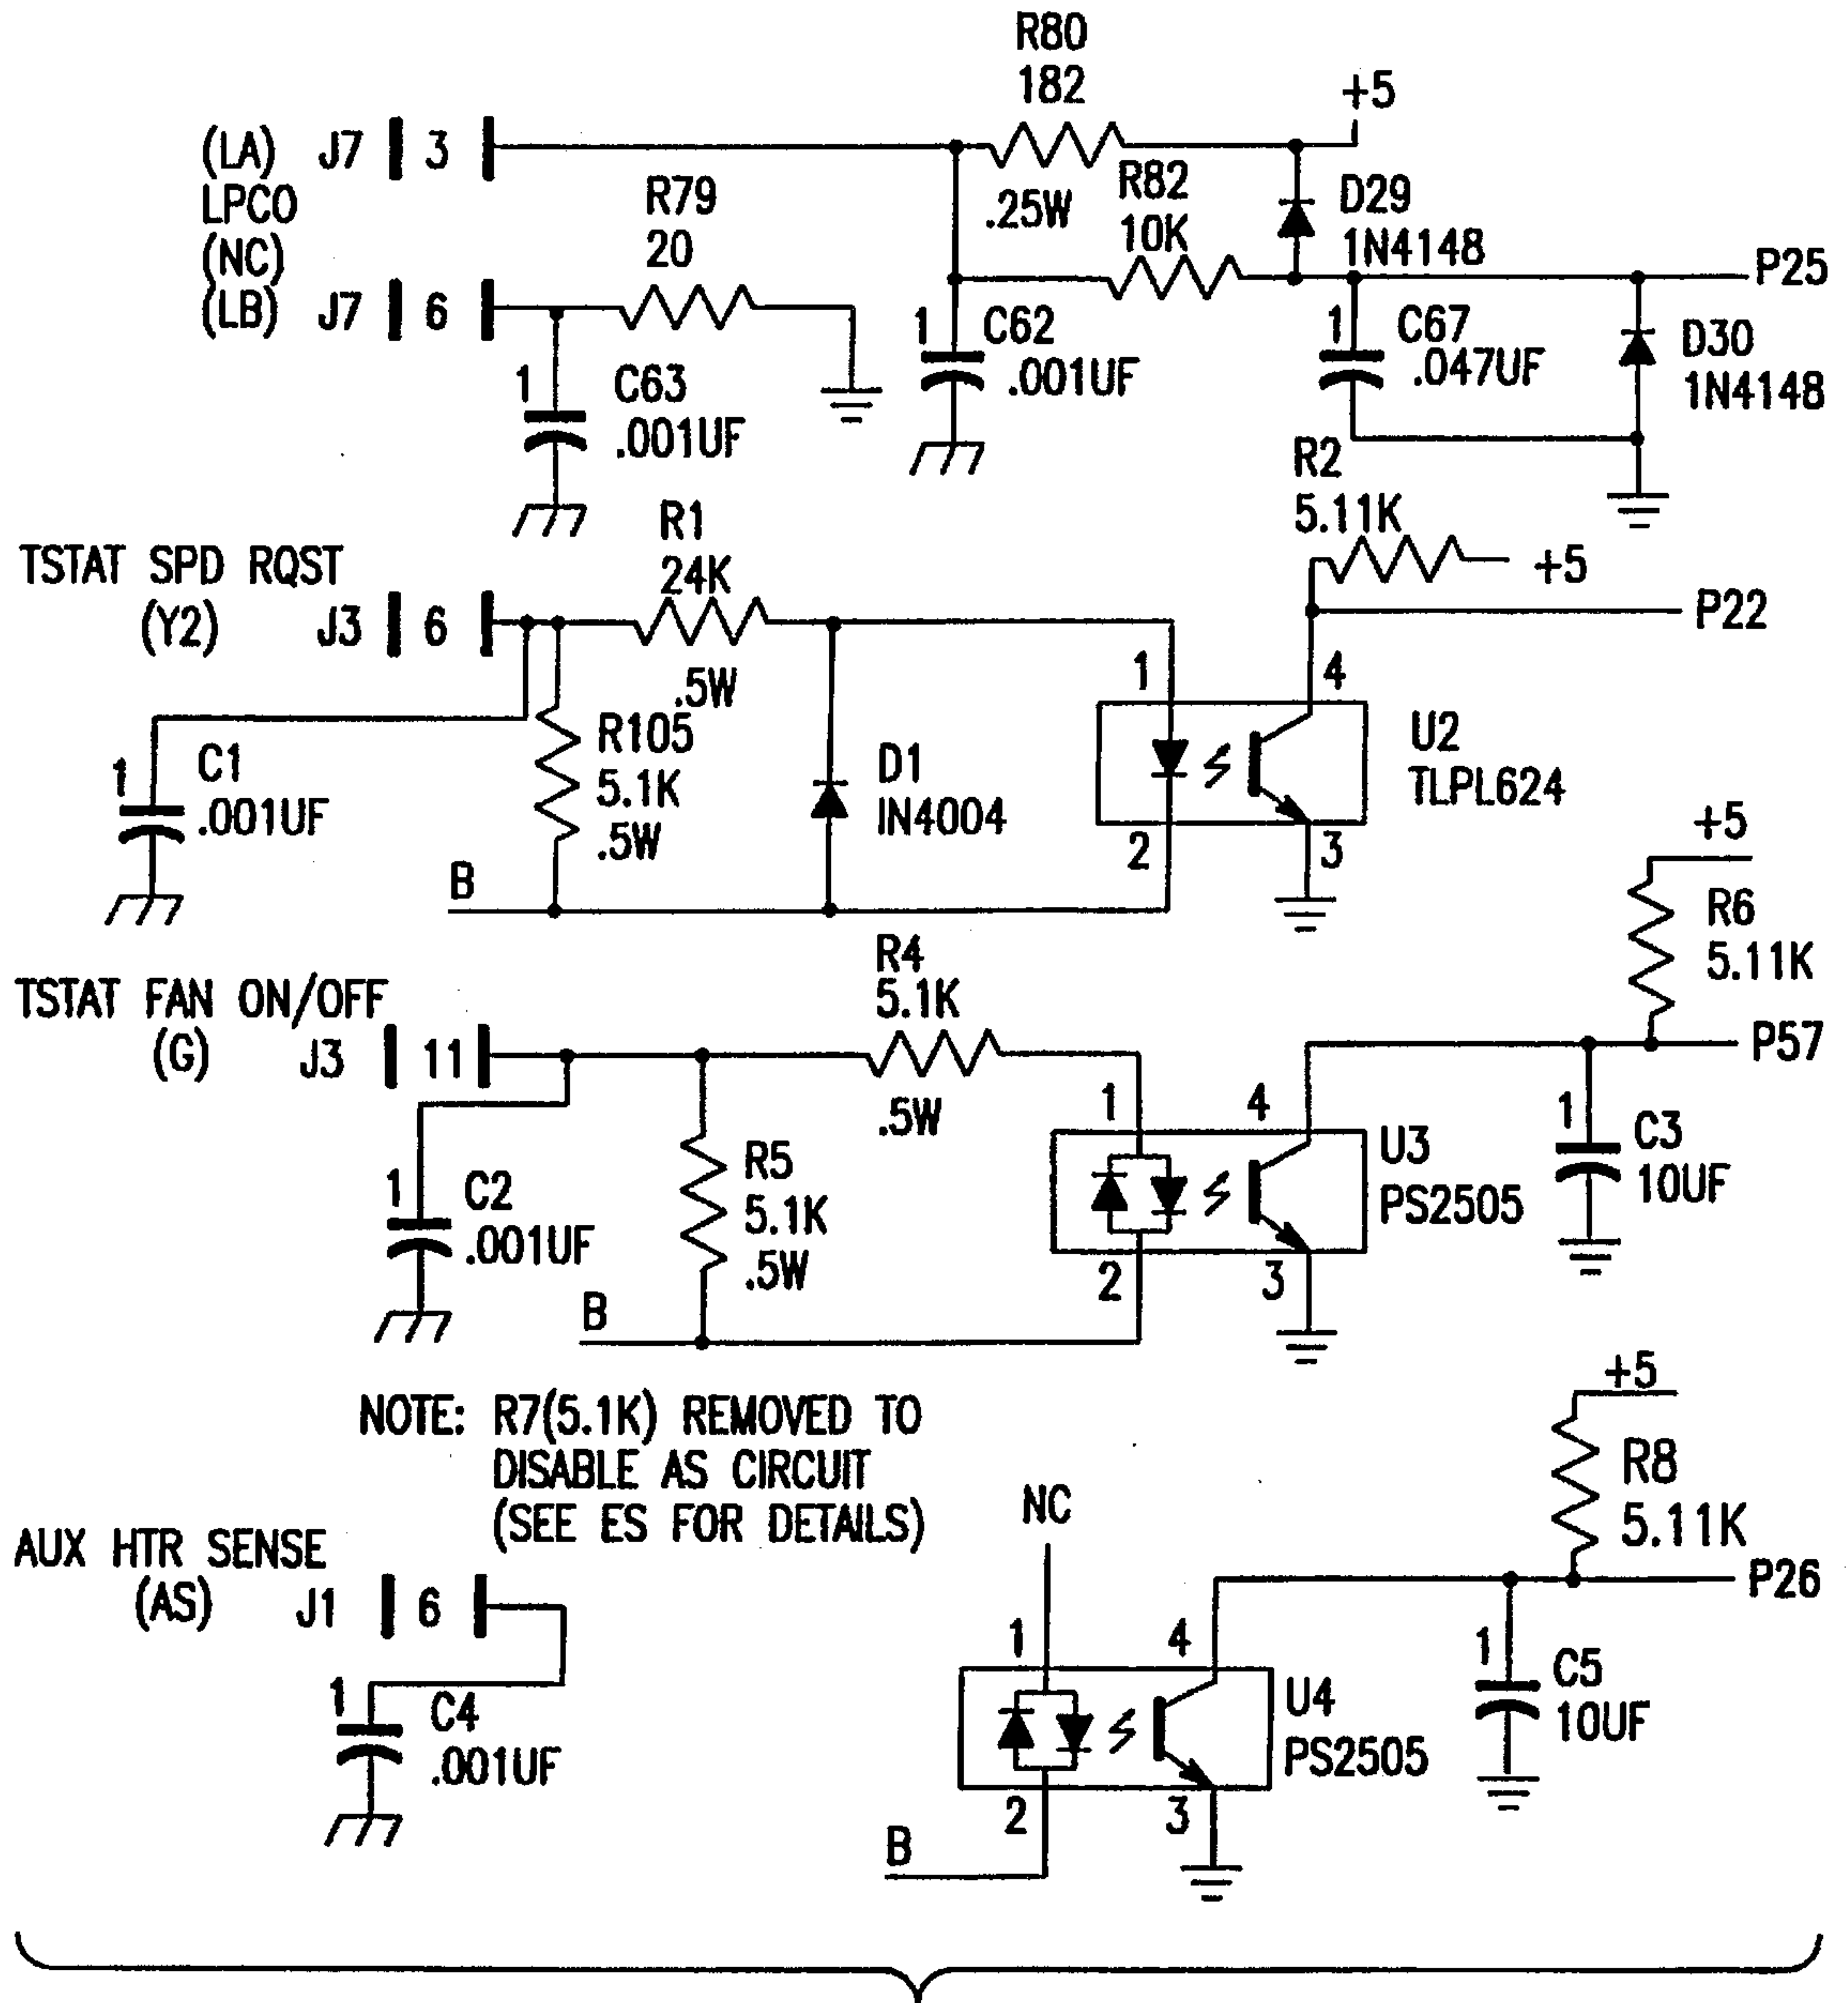 R80
182
+5
(LA) J7 3
LPCO
(NC)
(LB) J7 6
R79
20
.25W
R82
10K
D29
1N4148
P25
1 C62
.001UF
1 C67
.047UF
D30
1N4148
1 C63
.001UF
R2
5.11K
+5
TSTAT SPD RQST
(Y2) J3 6
R1
24K
.5W
P22
1 4
U2
TLPL624
2 3
1 C1
.001UF
R105
5.1K
.5W
D1
IN4004
B
+5
R6
5.11K
TSTAT FAN ON/OFF
(G) J3 11
R4
5.1K
.5W
P57
1 4
U3
PS2505
2 3
1 C3
10UF
1 C2
.001UF
R5
5.1K
.5W
B
NOTE: R7(5.1K) REMOVED TO
DISABLE AS CIRCUIT
(SEE ES FOR DETAILS)
+5
R8
5.11K
AUX HTR SENSE
(AS) J1 6
NC
P26
1 4
U4
PS2505
2 3
1 C5
10UF
1 C4
.001UF
B